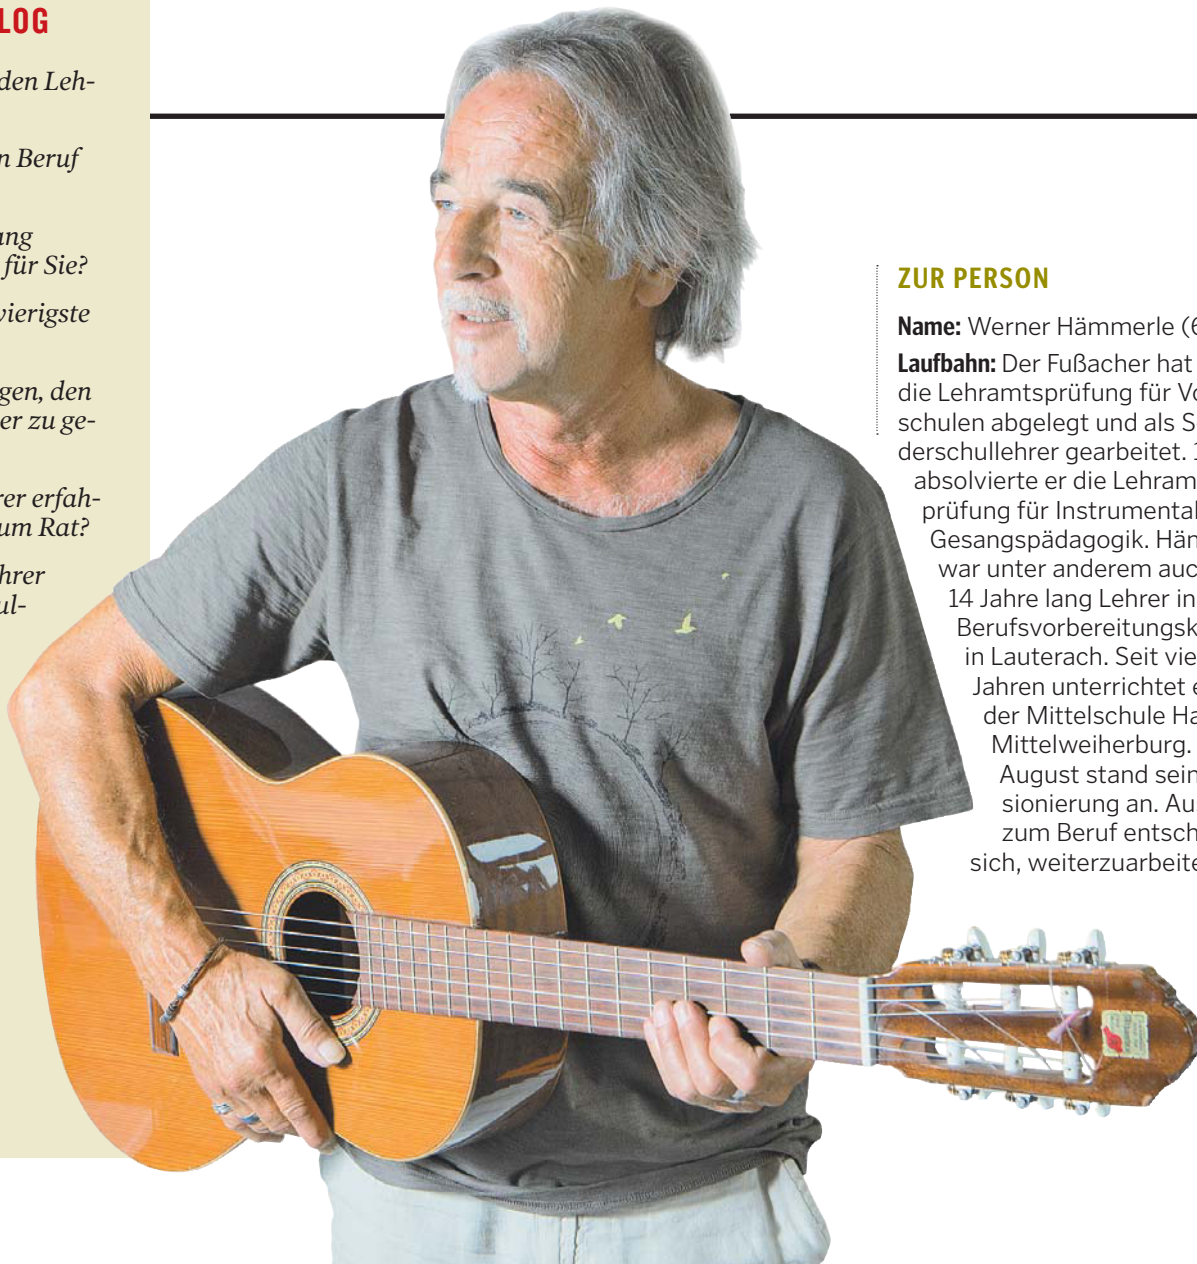 LOG
den Leh-
n Beruf
ang
für Sie?
vierigste
gen, den
er zu ge-
rer erfah-
um Rat?
hrer
ul-
ZUR PERSON
Name: Werner Hämmerle (6
Laufbahn: Der Fußacher hat
die Lehramtsprüfung für Vo
schulen abgelegt und als S
derschullehrer gearbeitet. 1
absolvierte er die Lehram
prüfung für Instrumental
Gesangspädagogik. Häm
war unter anderem auc
14 Jahre lang Lehrer in
Berufsvorbereitungsk
in Lauterach. Seit vie
Jahren unterrichtet e
der Mittelschule Ha
Mittelweiherburg.
August stand sein
sionierung an. Aus
zum Beruf entsch
sich, weiterzuarbeite